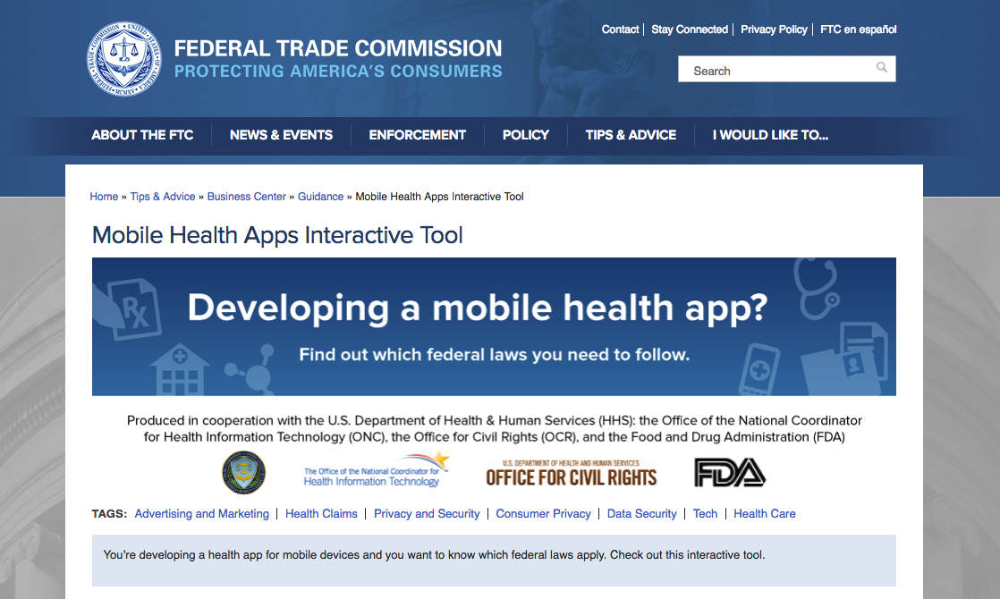 FEDERAL TRADE COMMISSION
PROTECTING AMERICA'S CONSUMERS
Contact | Stay Connected | Privacy Policy | FTC en español
Search
ABOUT THE FTC
NEWS & EVENTS
ENFORCEMENT
POLICY
TIPS & ADVICE
I WOULD LIKE TO...
Home » Tips & Advice » Business Center » Guidance » Mobile Health Apps Interactive Tool
Mobile Health Apps Interactive Tool
Rx
Developing a mobile health app?
Find out which federal laws you need to follow.
Produced in cooperation with the U.S. Department of Health & Human Services (HHS): the Office of the National Coordinator
for Health Information Technology (ONC), the Office for Civil Rights (OCR), and the Food and Drug Administration (FDA)
The Office of the National Coordinator for
Health Information Technology
U.S. DEPARTMENT OF HEALTH AND HUMAN SERVICES
OFFICE FOR CIVIL RIGHTS
FDA
TAGS: Advertising and Marketing | Health Claims | Privacy and Security | Consumer Privacy | Data Security | Tech | Health Care
You're developing a health app for mobile devices and you want to know which federal laws apply. Check out this interactive tool.